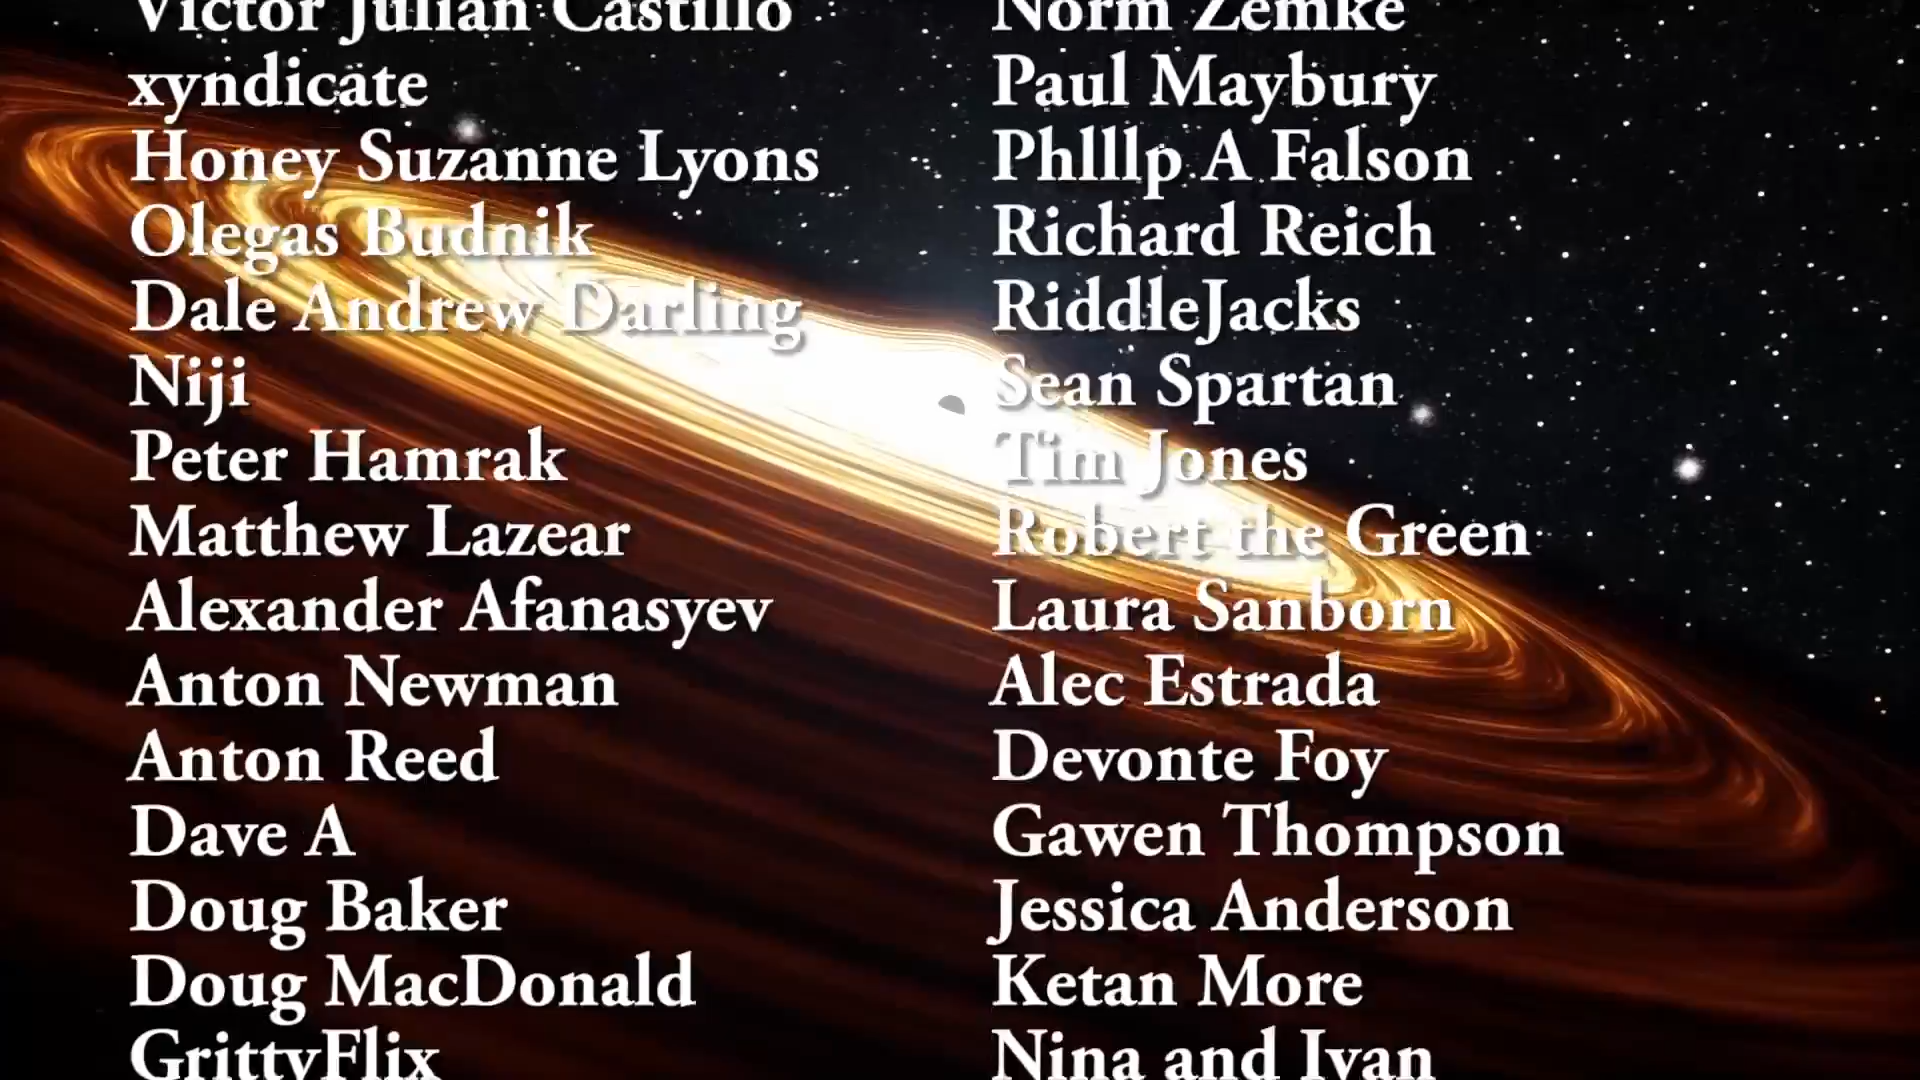 Victor Julian Castillo
xyndicate
Honey Suzanne Lyons
Olegas Budnik
Dale Andrew Darling
Niji
Peter Hamrak
Matthew Lazear
Alexander Afanasyev
Anton Newman
Anton Reed
Dave A
Doug Baker
Doug MacDonald
GrittyFlix
Norm Zemke
Paul Maybury
Phlllp A Falson
Richard Reich
RiddleJacks
Sean Spartan
Tim Jones
Robert the Green
Laura Sanborn
Alec Estrada
Devonte Foy
Gawen Thompson
Jessica Anderson
Ketan More
Nina and Ivan